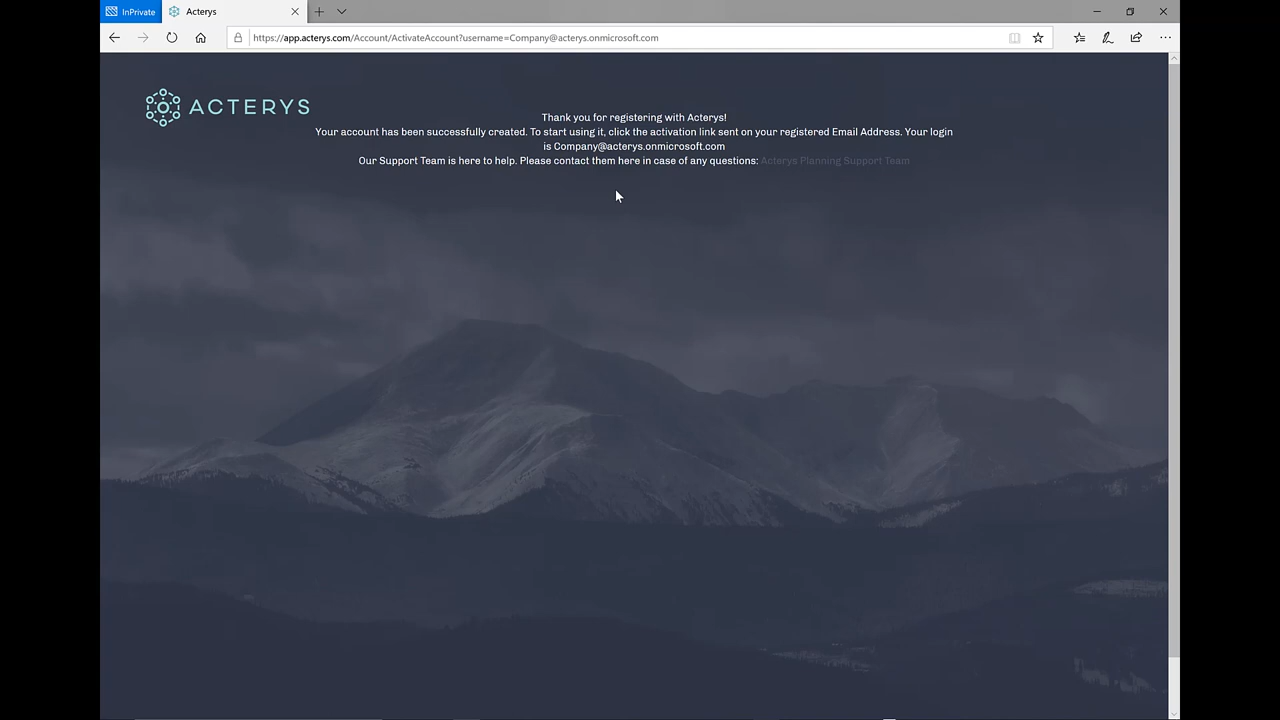 InPrivate
Acterys
https://app.acterys.com/Account/ActivateAccount?username=Company@acterys.onmicrosoft.com
ACTERYS
Thank you for registering with Acterys!
Your account has been successfully created. To start using it, click the activation link sent on your registered Email Address. Your login
is Company@acterys.onmicrosoft.com
Our Support Team is here to help. Please contact them here in case of any questions: Acterys Planning Support Team